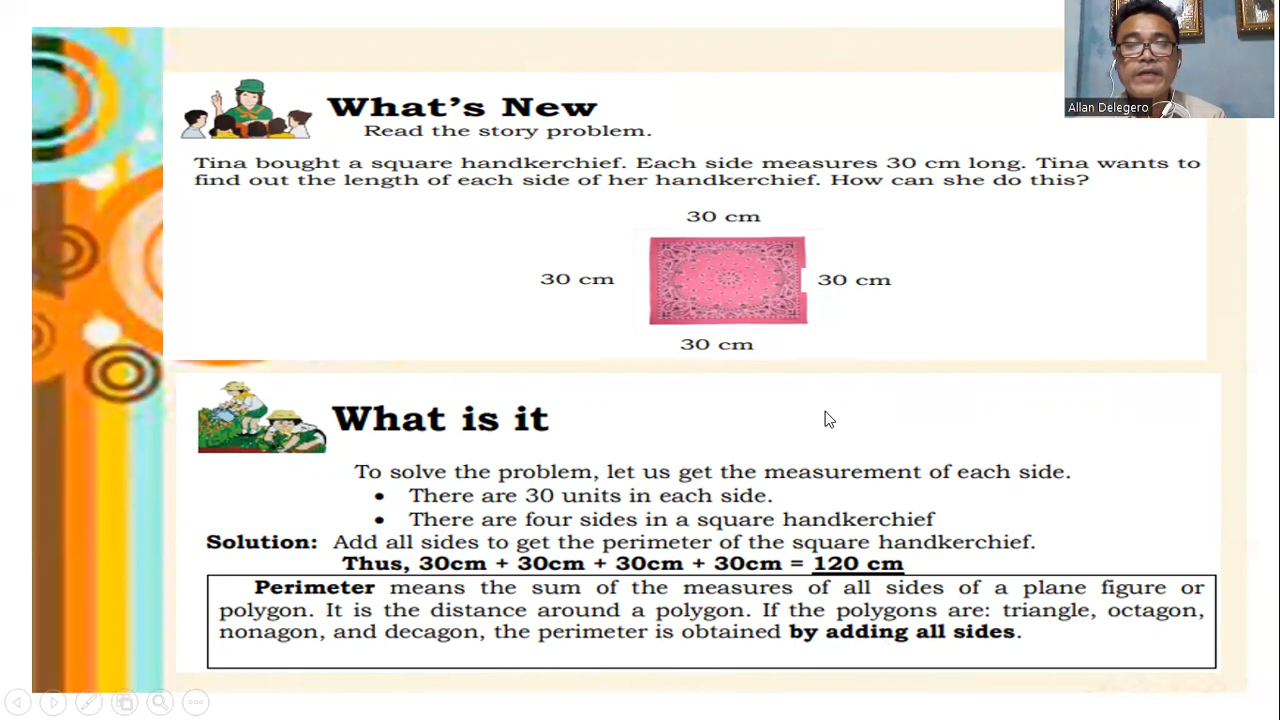 Allan Delegero
What's New
Read the story problem.
Tina bought a square handkerchief. Each side measures 30 cm long. Tina wants to
find out the length of each side of her handkerchief. How can she do this?
30 cm
30 cm
30 cm
30 cm
What is it
To solve the problem, let us get the measurement of each side.
• There are 30 units in each side.
• There are four sides in a square handkerchief
Solution: Add all sides to get the perimeter of the square handkerchief.
Thus, 30cm + 30cm + 30cm + 30cm = 120 cm
Perimeter means the sum of the measures of all sides of a plane figure or
polygon. It is the distance around a polygon. If the polygons are: triangle, octagon,
nonagon, and decagon, the perimeter is obtained by adding all sides.